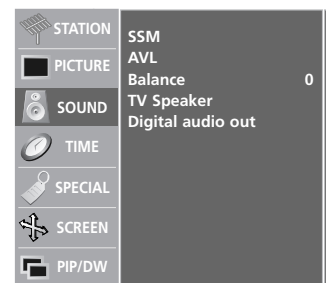 STATION
PICTURE
SOUND
TIME
SPECIAL
SCREEN
PIP/DW
SSM
AVL
Balance 0
TV Speaker
Digital audio out